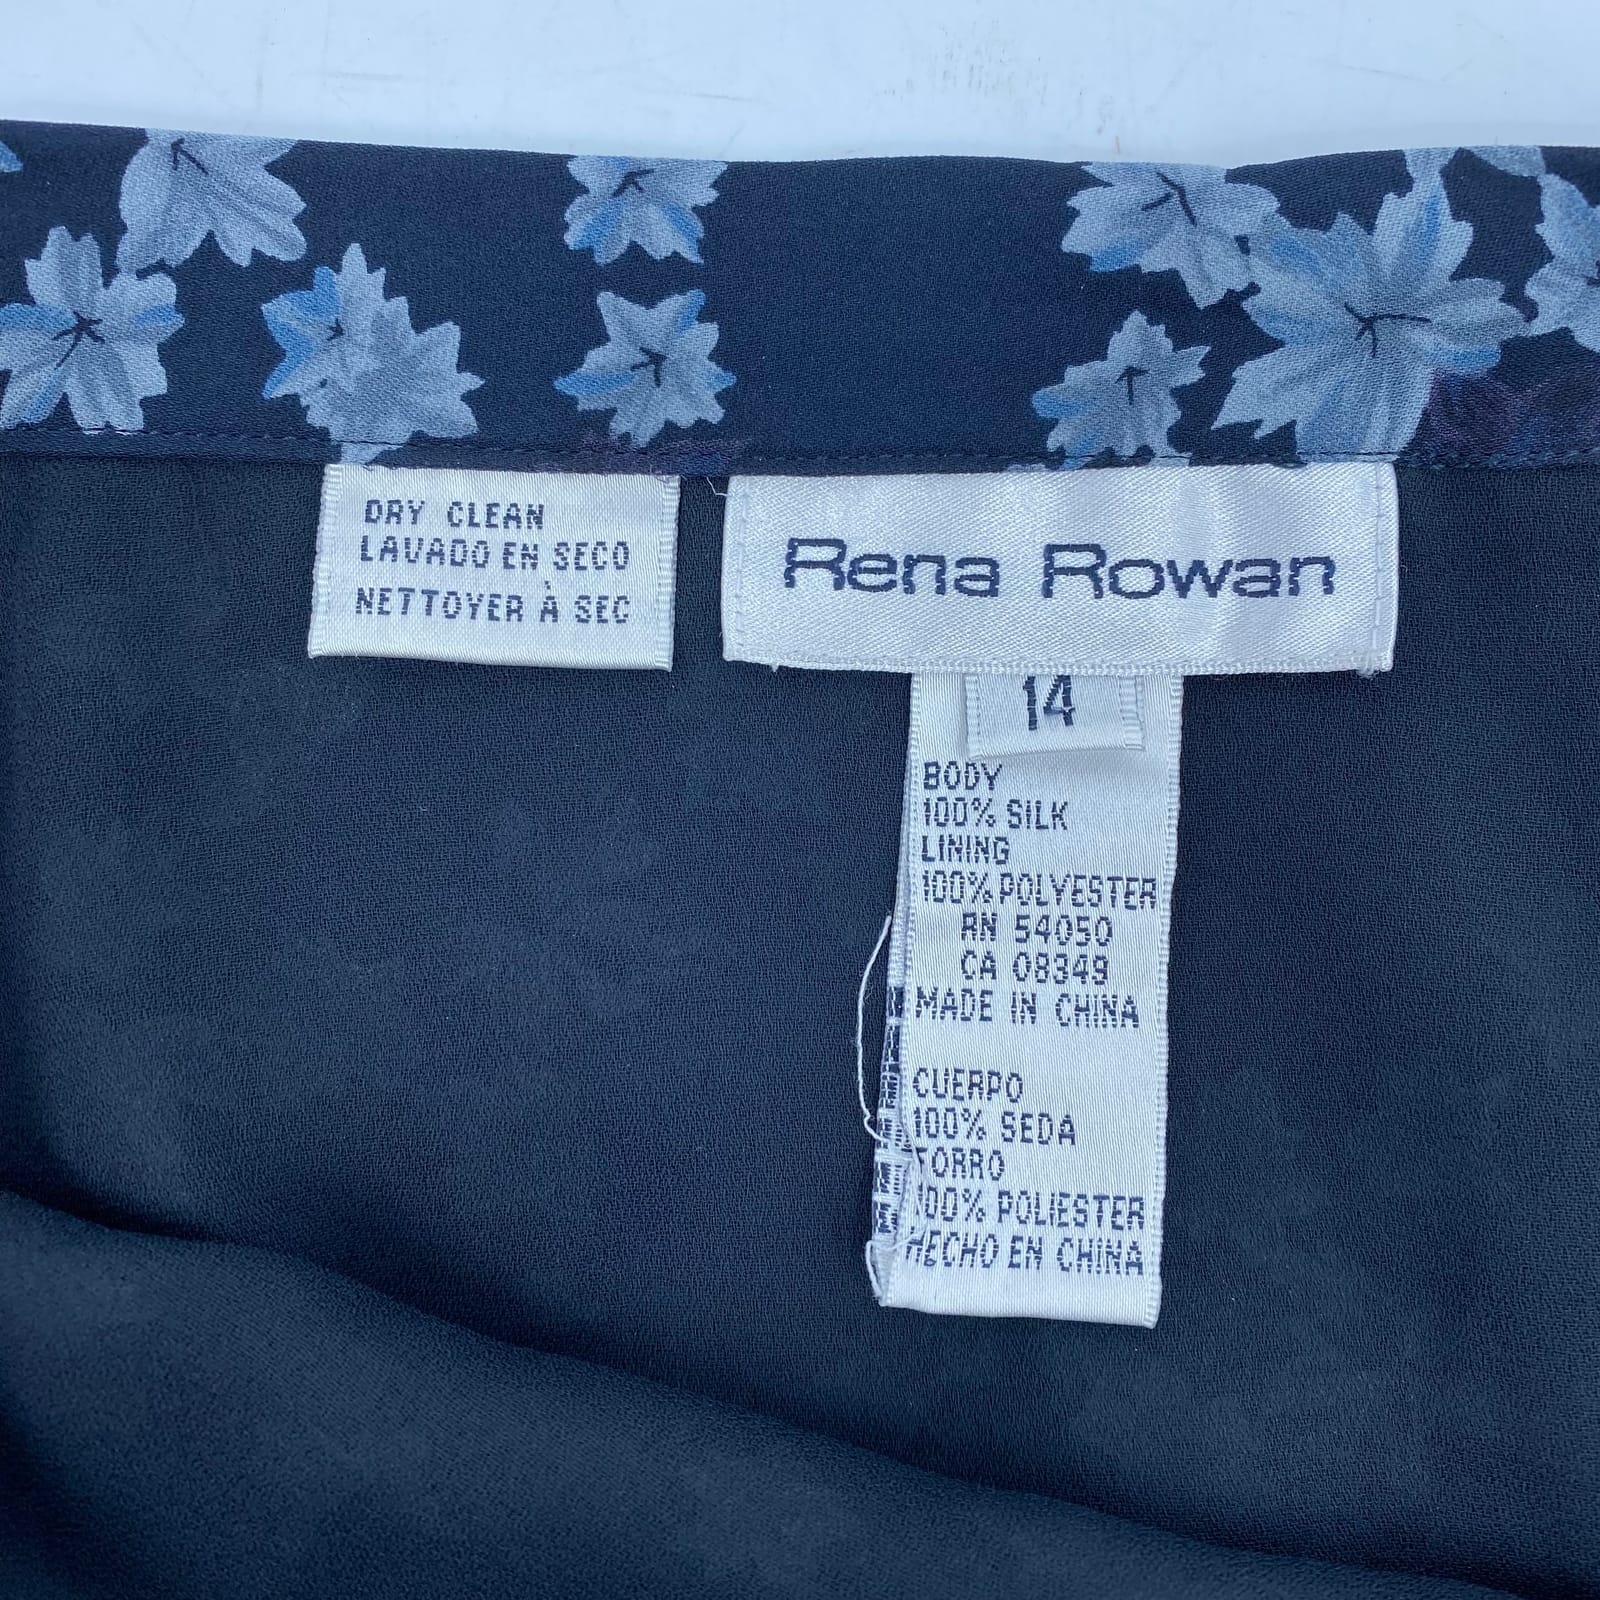 DRY CLEAN
LAVADO EN SECO
NETTOYER À SEC
Rena Rowan
14
BODY
100% SILK
LINING
100% POLYESTER
RN 54050
CA 08349
MADE IN CHINA
CUERPO
100% SEDA
FORRO
100% POLIESTER
HECHO EN CHINA